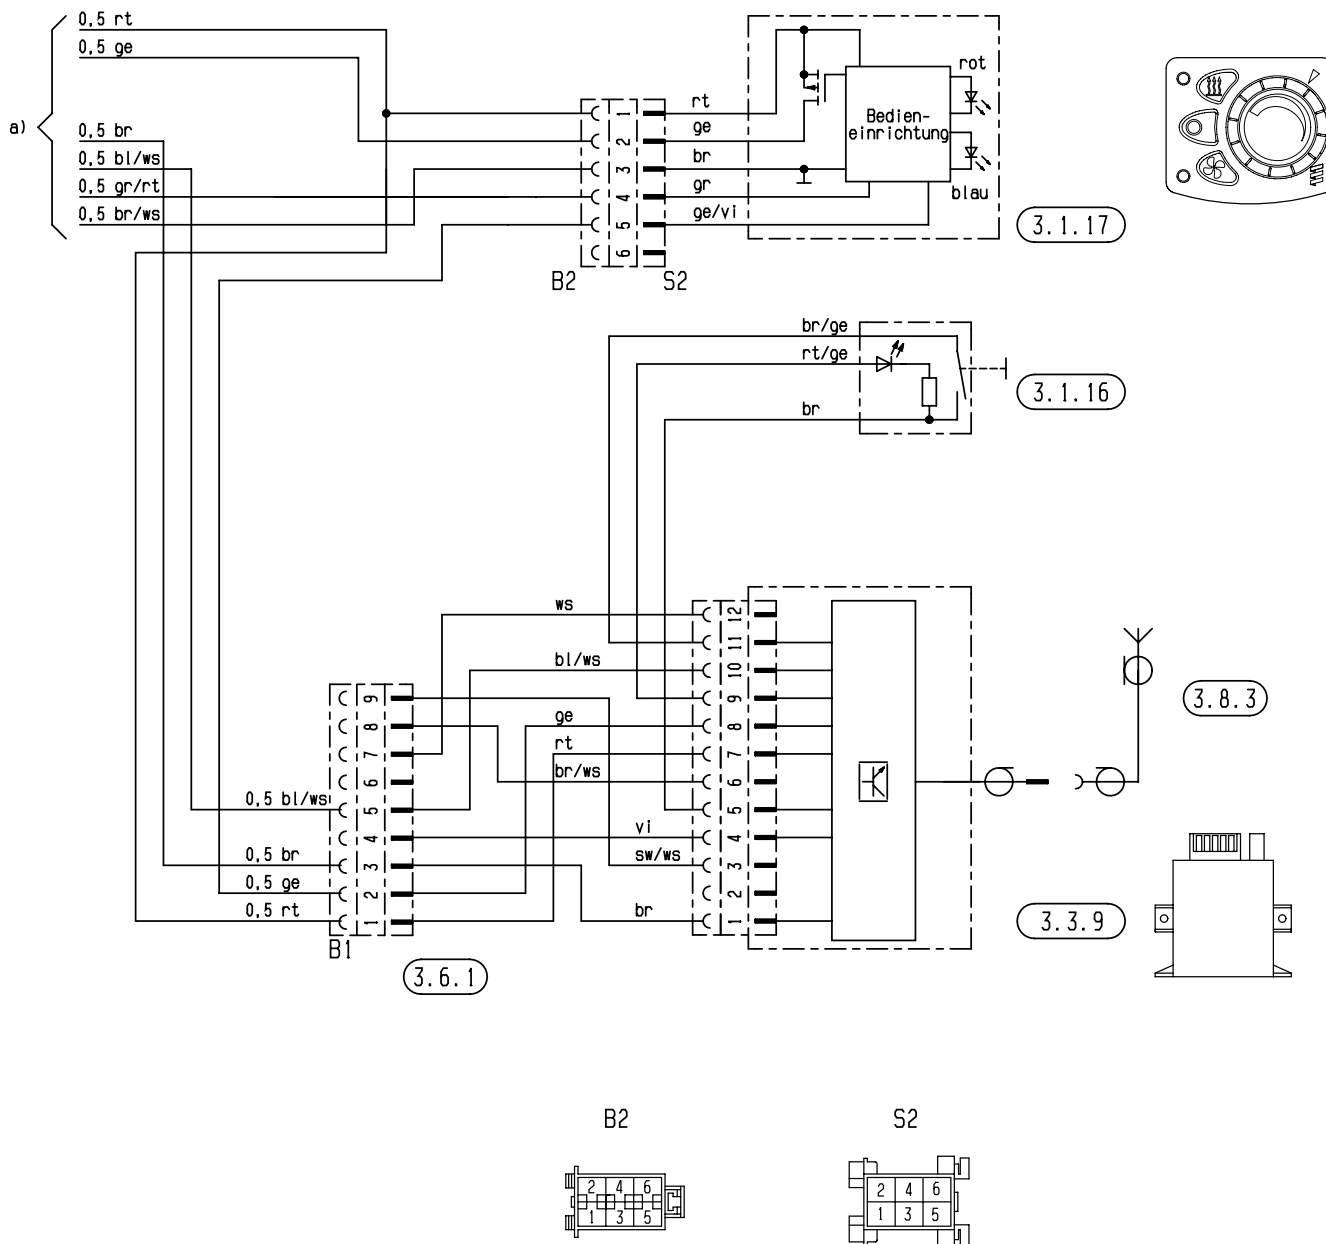 0,5 rt
0,5 ge
a)
0,5 br
0,5 bl/ws
0,5 gr/rt
0,5 br/ws
1
2
3
4
5
6
B2
S2
rt
ge
br
gr
ge/vi
Bedien-
einrichtung
rot
blau
3.1.17
br/ge
rt/ge
br
3.1.16
ws
bl/ws
ge
rt
br/ws
vi
sw/ws
br
12
11
10
9
8
7
6
5
4
3
2
1
3.8.3
3.3.9
9
8
7
6
5
4
3
2
1
0,5 bl/ws
0,5 br
0,5 ge
0,5 rt
B1
3.6.1
B2
2 4 6
1 3 5
S2
2 4 6
1 3 5